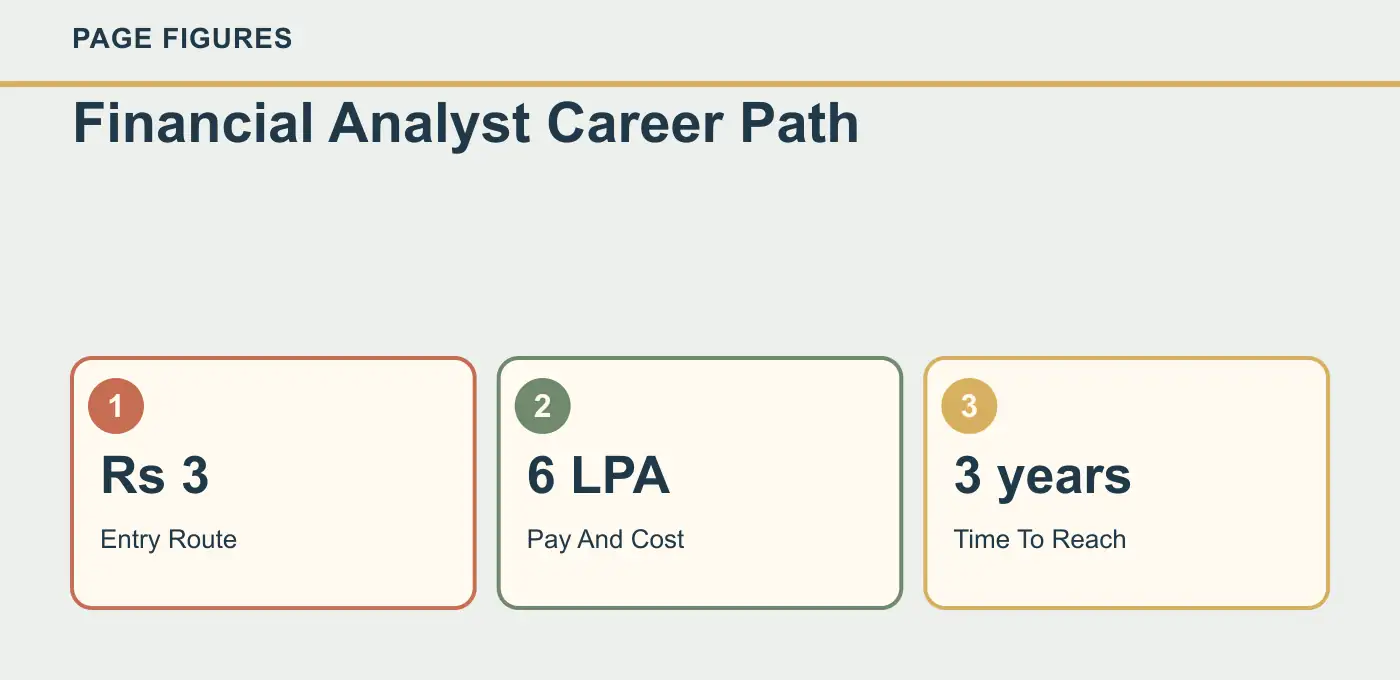 PAGE FIGURES
Financial Analyst Career Path
1
Rs 3
Entry Route
2
6 LPA
Pay And Cost
3
3 years
Time To Reach